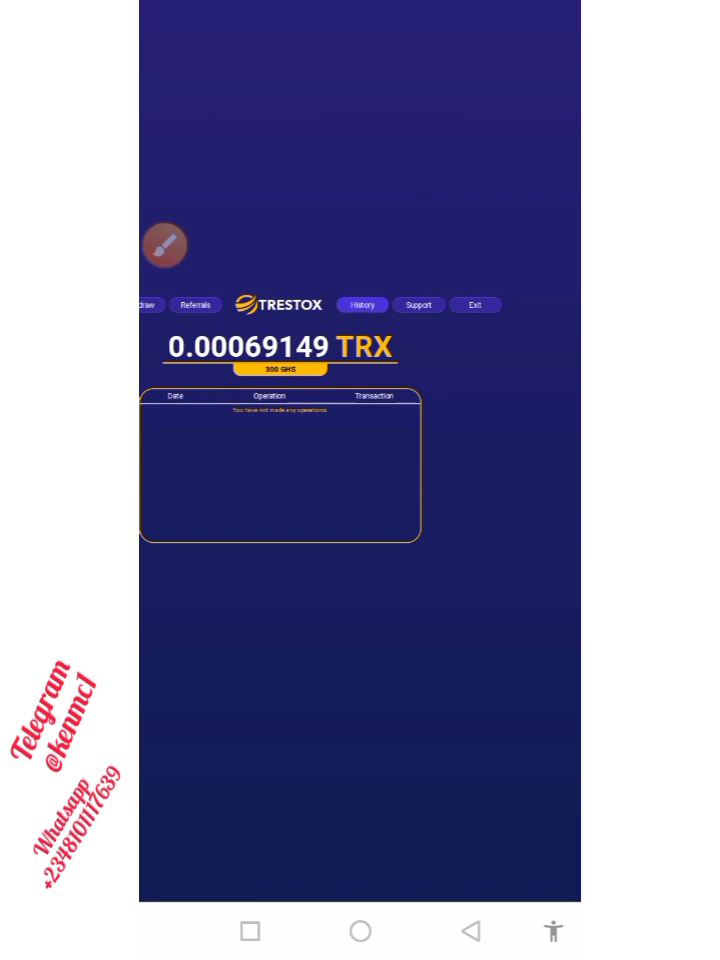 draw
Referrals
TRESTOX
History
Support
Exit
0.00069149 TRX
300 GHS
Date
Operation
Transaction
You have not made any operations.
Telegram
@kenmc1
Whatsapp
+2348101117639